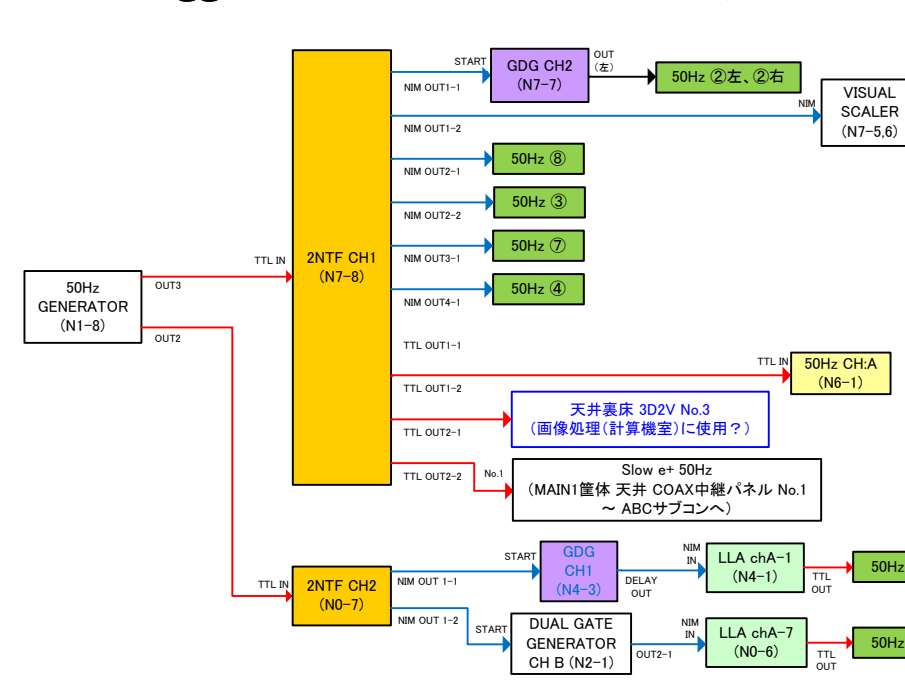 START
GDG CH2
(N7-7)
OUT
(左)
50Hz ②左、②右
NIM OUT1-1
NIM
VISUAL
SCALER
(N7-5,6)
NIM OUT1-2
50Hz ⑧
NIM OUT2-1
50Hz ③
NIM OUT2-2
50Hz ⑦
NIM OUT3-1
50Hz ④
NIM OUT4-1
TTL IN
2NTF CH1
(N7-8)
50Hz
GENERATOR
(N1-8)
OUT3
OUT2
TTL OUT1-1
TTL IN
50Hz CH:A
(N6-1)
TTL OUT1-2
天井裏床 3D2V No.3
(画像処理(計算機室)に使用？)
TTL OUT2-1
No.1
Slow e+ 50Hz
(MAIN1筐体 天井 COAX中継パネル No.1
～ ABCサブコンへ)
TTL OUT2-2
TTL IN
2NTF CH2
(N0-7)
NIM OUT 1-1
START
GDG
CH1
(N4-3)
DELAY
OUT
NIM
IN
LLA chA-1
(N4-1)
TTL
OUT
50Hz
NIM OUT 1-2
START
DUAL GATE
GENERATOR
CH B (N2-1)
OUT2-1
NIM
IN
LLA chA-7
(N0-6)
TTL
OUT
50Hz